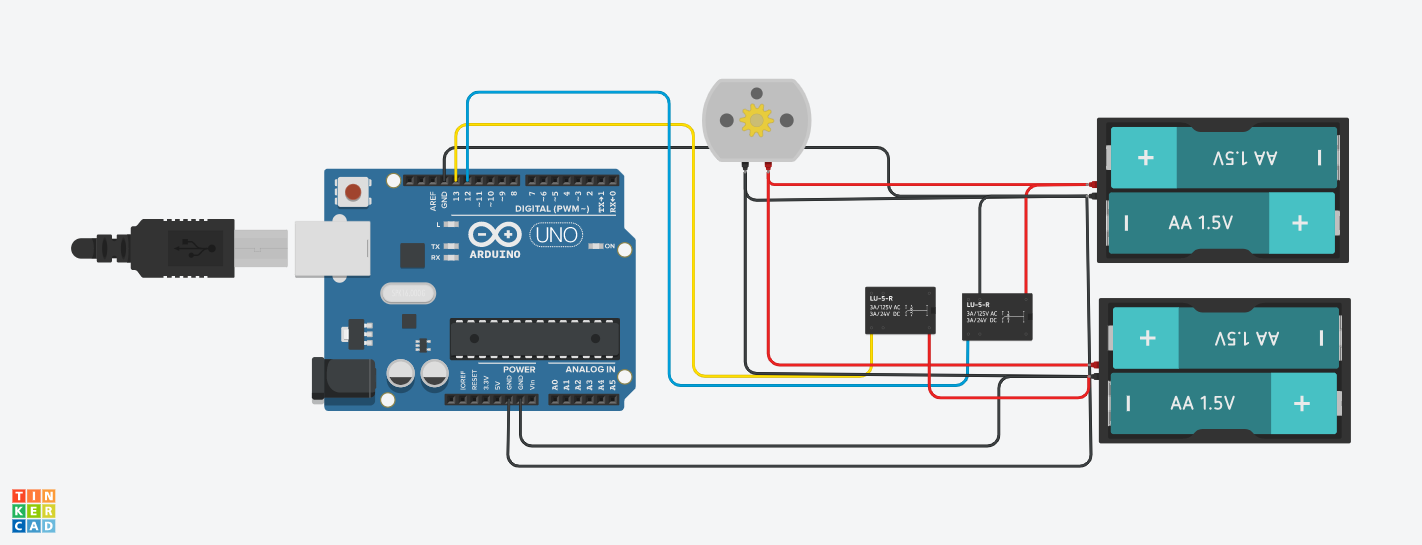 AREF
GND
13
12
~11
~10
~9
8
7
~6
~5
4
~3
2
TX→1
RX←0
DIGITAL (PWM~)
L
TX
RX
UNO
ARDUINO
ON
POWER
ANALOG IN
IOREF
RESET
3.3V
5V
GND
GND
Vin
A0
A1
A2
A3
A4
A5
LU-5-R
3A/125V AC
3A/24V DC
LU-5-R
3A/125V AC
3A/24V DC
+ AA 1.5V
AA 1.5V +
+ AA 1.5V
AA 1.5V +
TIN
KER
CAD